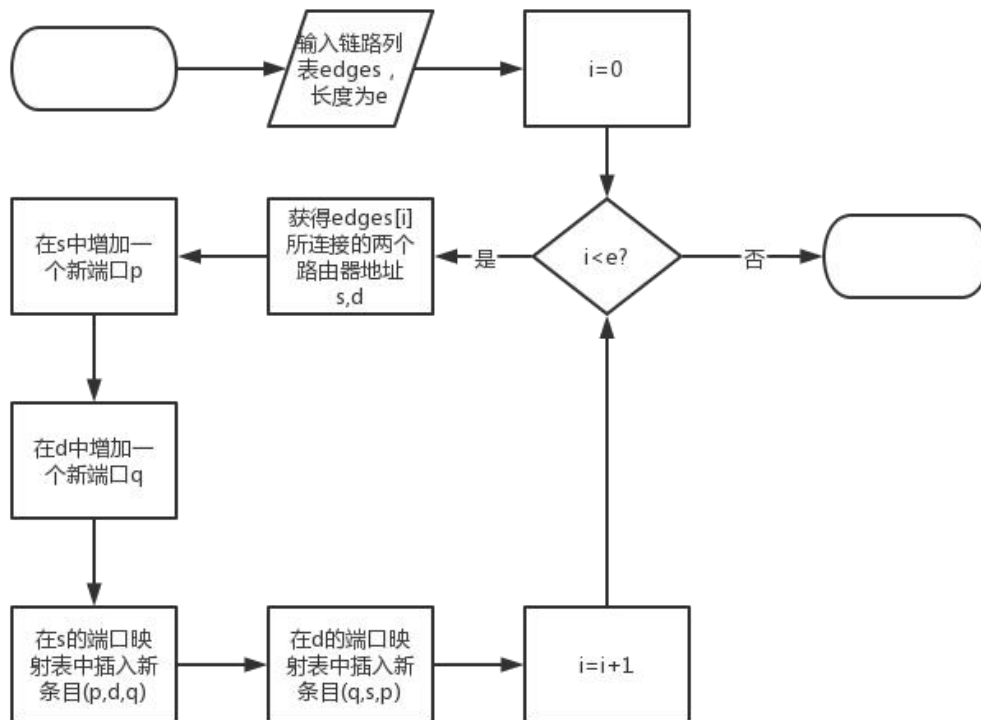 输入链路列
表edges，
长度为e
i=0
i<e?
是
否
获得edges[i]
所连接的两个
路由器地址
s,d
在s中增加一
个新端口p
在d中增加一
个新端口q
在s的端口映
射表中插入新
条目(p,d,q)
在d的端口映
射表中插入新
条目(q,s,p)
i=i+1